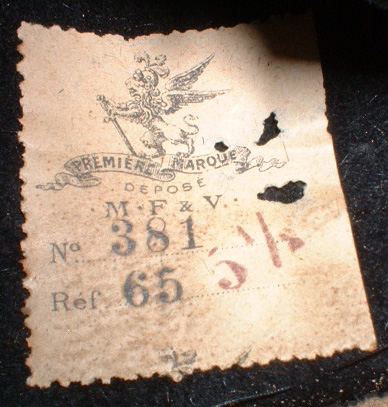 PREMIÈRE MARQUE
DÉPOSÉ
· M · F & V · ·
No 381
Réf. 65 5¼